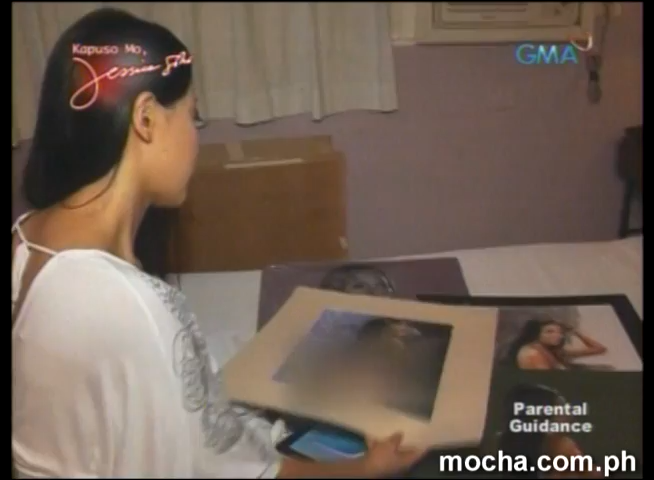 Kapuso Mo,
Jessica Soho
GMA
Parental
Guidance
mocha.com.ph